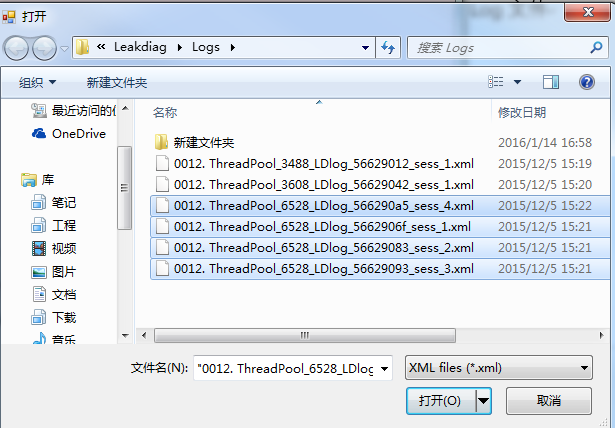 打开
« Leakdiag ▸ Logs ▸
搜索 Logs
组织
新建文件夹
最近访问的位
OneDrive
库
笔记
工程
视频
图片
文档
下载
音乐
名称 修改日期
新建文件夹 2016/1/14 16:58
0012. ThreadPool_3488_LDlog_56629012_sess_1.xml 2015/12/5 15:19
0012. ThreadPool_3608_LDlog_56629042_sess_1.xml 2015/12/5 15:20
0012. ThreadPool_6528_LDlog_566290a5_sess_4.xml 2015/12/5 15:22
0012. ThreadPool_6528_LDlog_5662906f_sess_1.xml 2015/12/5 15:21
0012. ThreadPool_6528_LDlog_56629083_sess_2.xml 2015/12/5 15:21
0012. ThreadPool_6528_LDlog_56629093_sess_3.xml 2015/12/5 15:21
文件名(N): "0012. ThreadPool_6528_LDlog XML files (*.xml)
打开(O) 取消